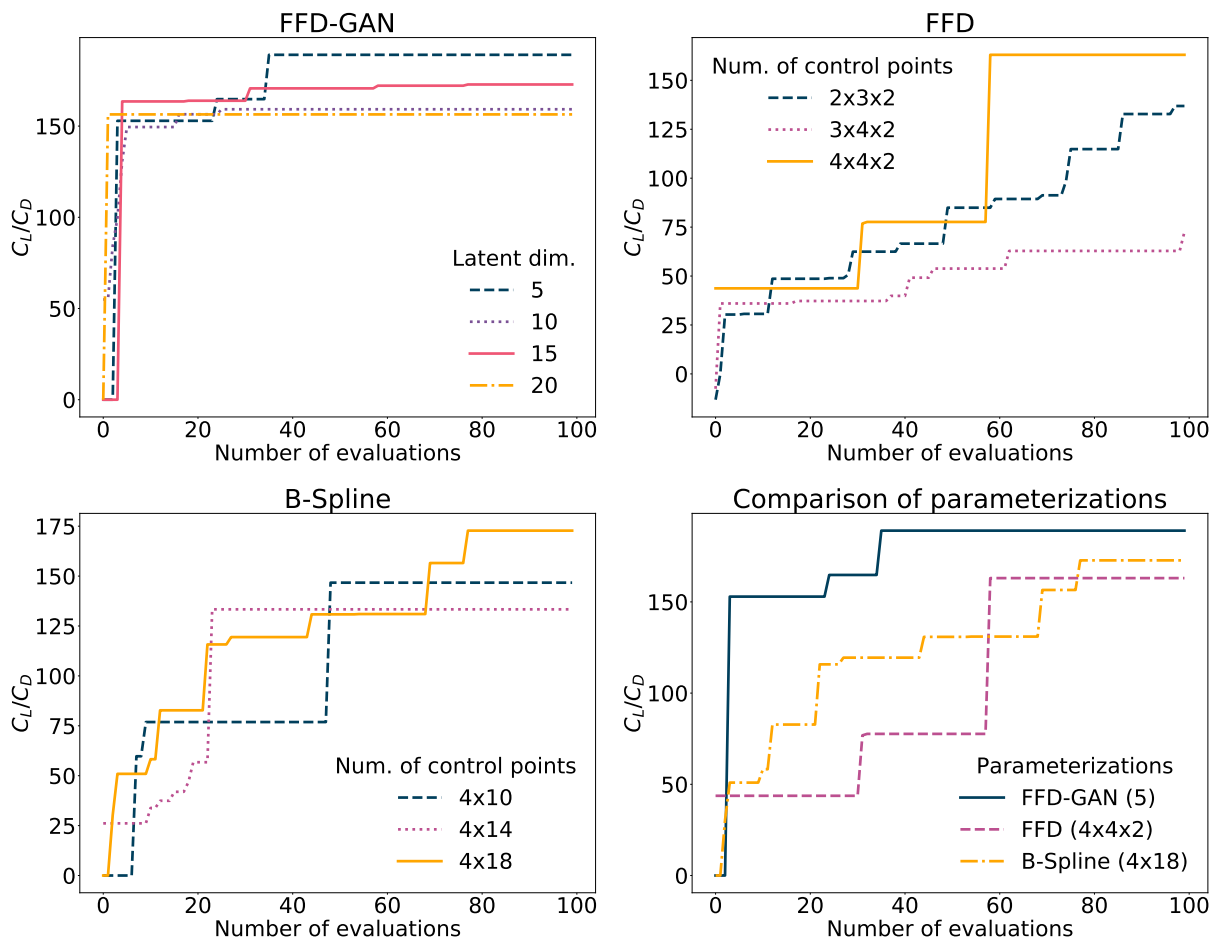 FFD-GAN
150
100
50
0
C_L/C_D
Latent dim.
5
10
15
20
0 20 40 60 80 100
Number of evaluations
FFD
150
125
100
75
50
25
0
C_L/C_D
Num. of control points
2x3x2
3x4x2
4x4x2
0 20 40 60 80 100
Number of evaluations
B-Spline
175
150
125
100
75
50
25
0
C_L/C_D
Num. of control points
4x10
4x14
4x18
0 20 40 60 80 100
Number of evaluations
Comparison of parameterizations
150
100
50
0
C_L/C_D
Parameterizations
FFD-GAN (5)
FFD (4x4x2)
B-Spline (4x18)
0 20 40 60 80 100
Number of evaluations